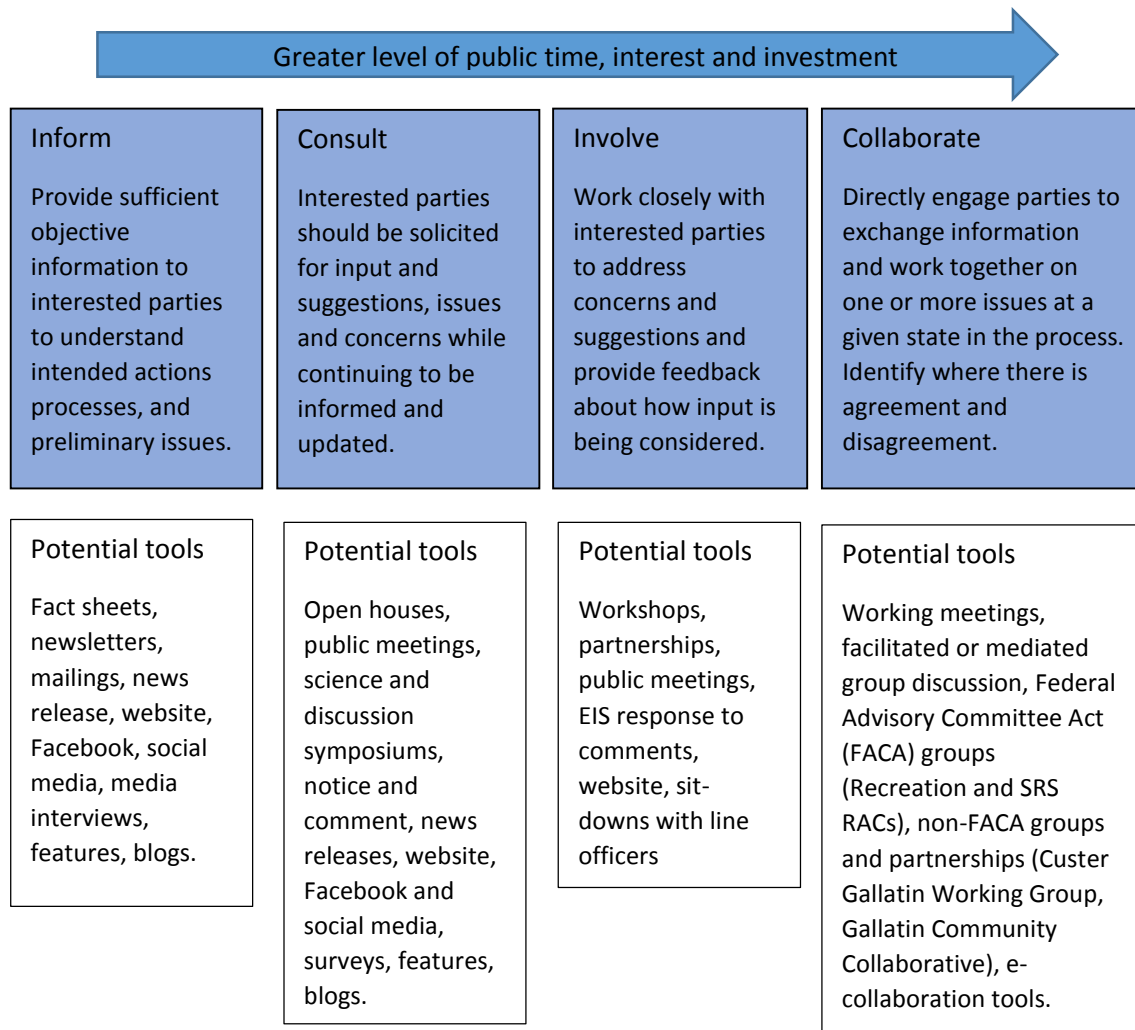 Greater level of public time, interest and investment
Inform
Provide sufficient
objective
information to
interested parties
to understand
intended actions
processes, and
preliminary issues.
Consult
Interested parties
should be solicited
for input and
suggestions, issues
and concerns while
continuing to be
informed and
updated.
Involve
Work closely with
interested parties
to address
concerns and
suggestions and
provide feedback
about how input is
being considered.
Collaborate
Directly engage parties to
exchange information
and work together on
one or more issues at a
given state in the process.
Identify where there is
agreement and
disagreement.
Potential tools
Fact sheets,
newsletters,
mailings, news
release, website,
Facebook, social
media, media
interviews,
features, blogs.
Potential tools
Open houses,
public meetings,
science and
discussion
symposiums,
notice and
comment, news
releases, website,
Facebook and
social media,
surveys, features,
blogs.
Potential tools
Workshops,
partnerships,
public meetings,
EIS response to
comments,
website, sit-
downs with line
officers
Potential tools
Working meetings,
facilitated or mediated
group discussion, Federal
Advisory Committee Act
(FACA) groups
(Recreation and SRS
RACs), non-FACA groups
and partnerships (Custer
Gallatin Working Group,
Gallatin Community
Collaborative), e-
collaboration tools.